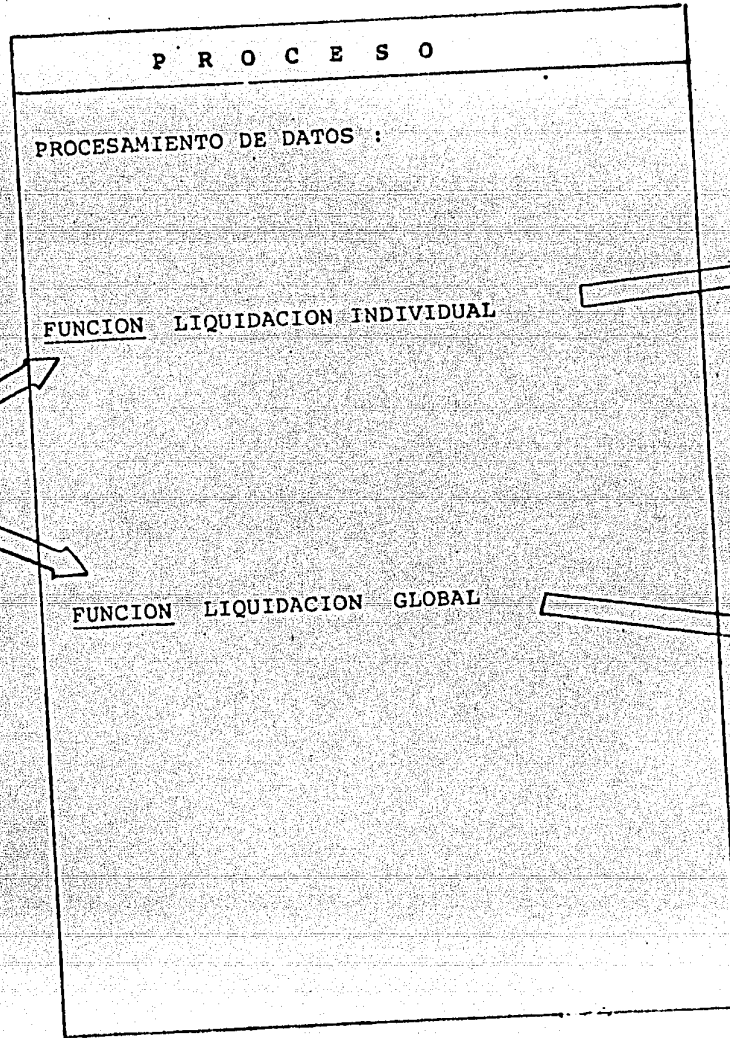 P R O C E S O
PROCESAMIENTO DE DATOS :
FUNCION LIQUIDACION INDIVIDUAL
FUNCION LIQUIDACION GLOBAL